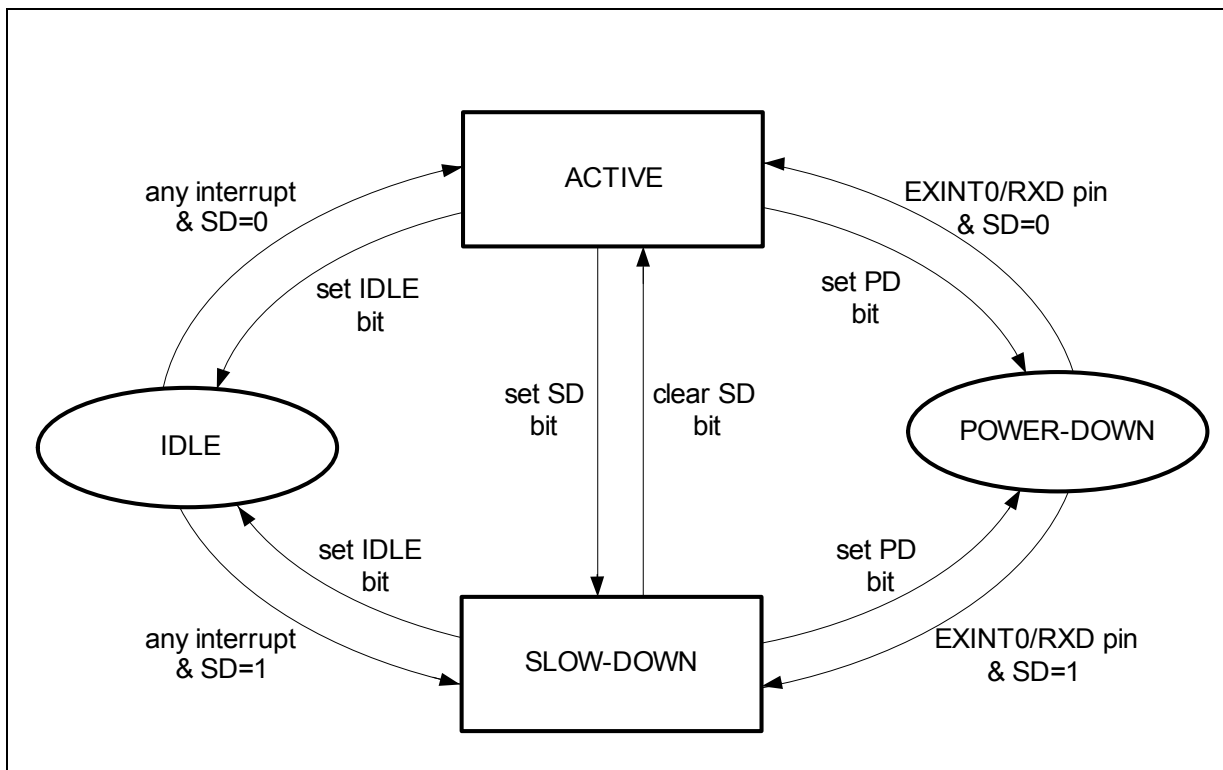 ACTIVE
any interrupt
& SD=0
EXINT0/RXD pin
& SD=0
set IDLE
bit
set PD
bit
set SD
bit
clear SD
bit
IDLE
POWER-DOWN
set IDLE
bit
set PD
bit
any interrupt
& SD=1
SLOW-DOWN
EXINT0/RXD pin
& SD=1